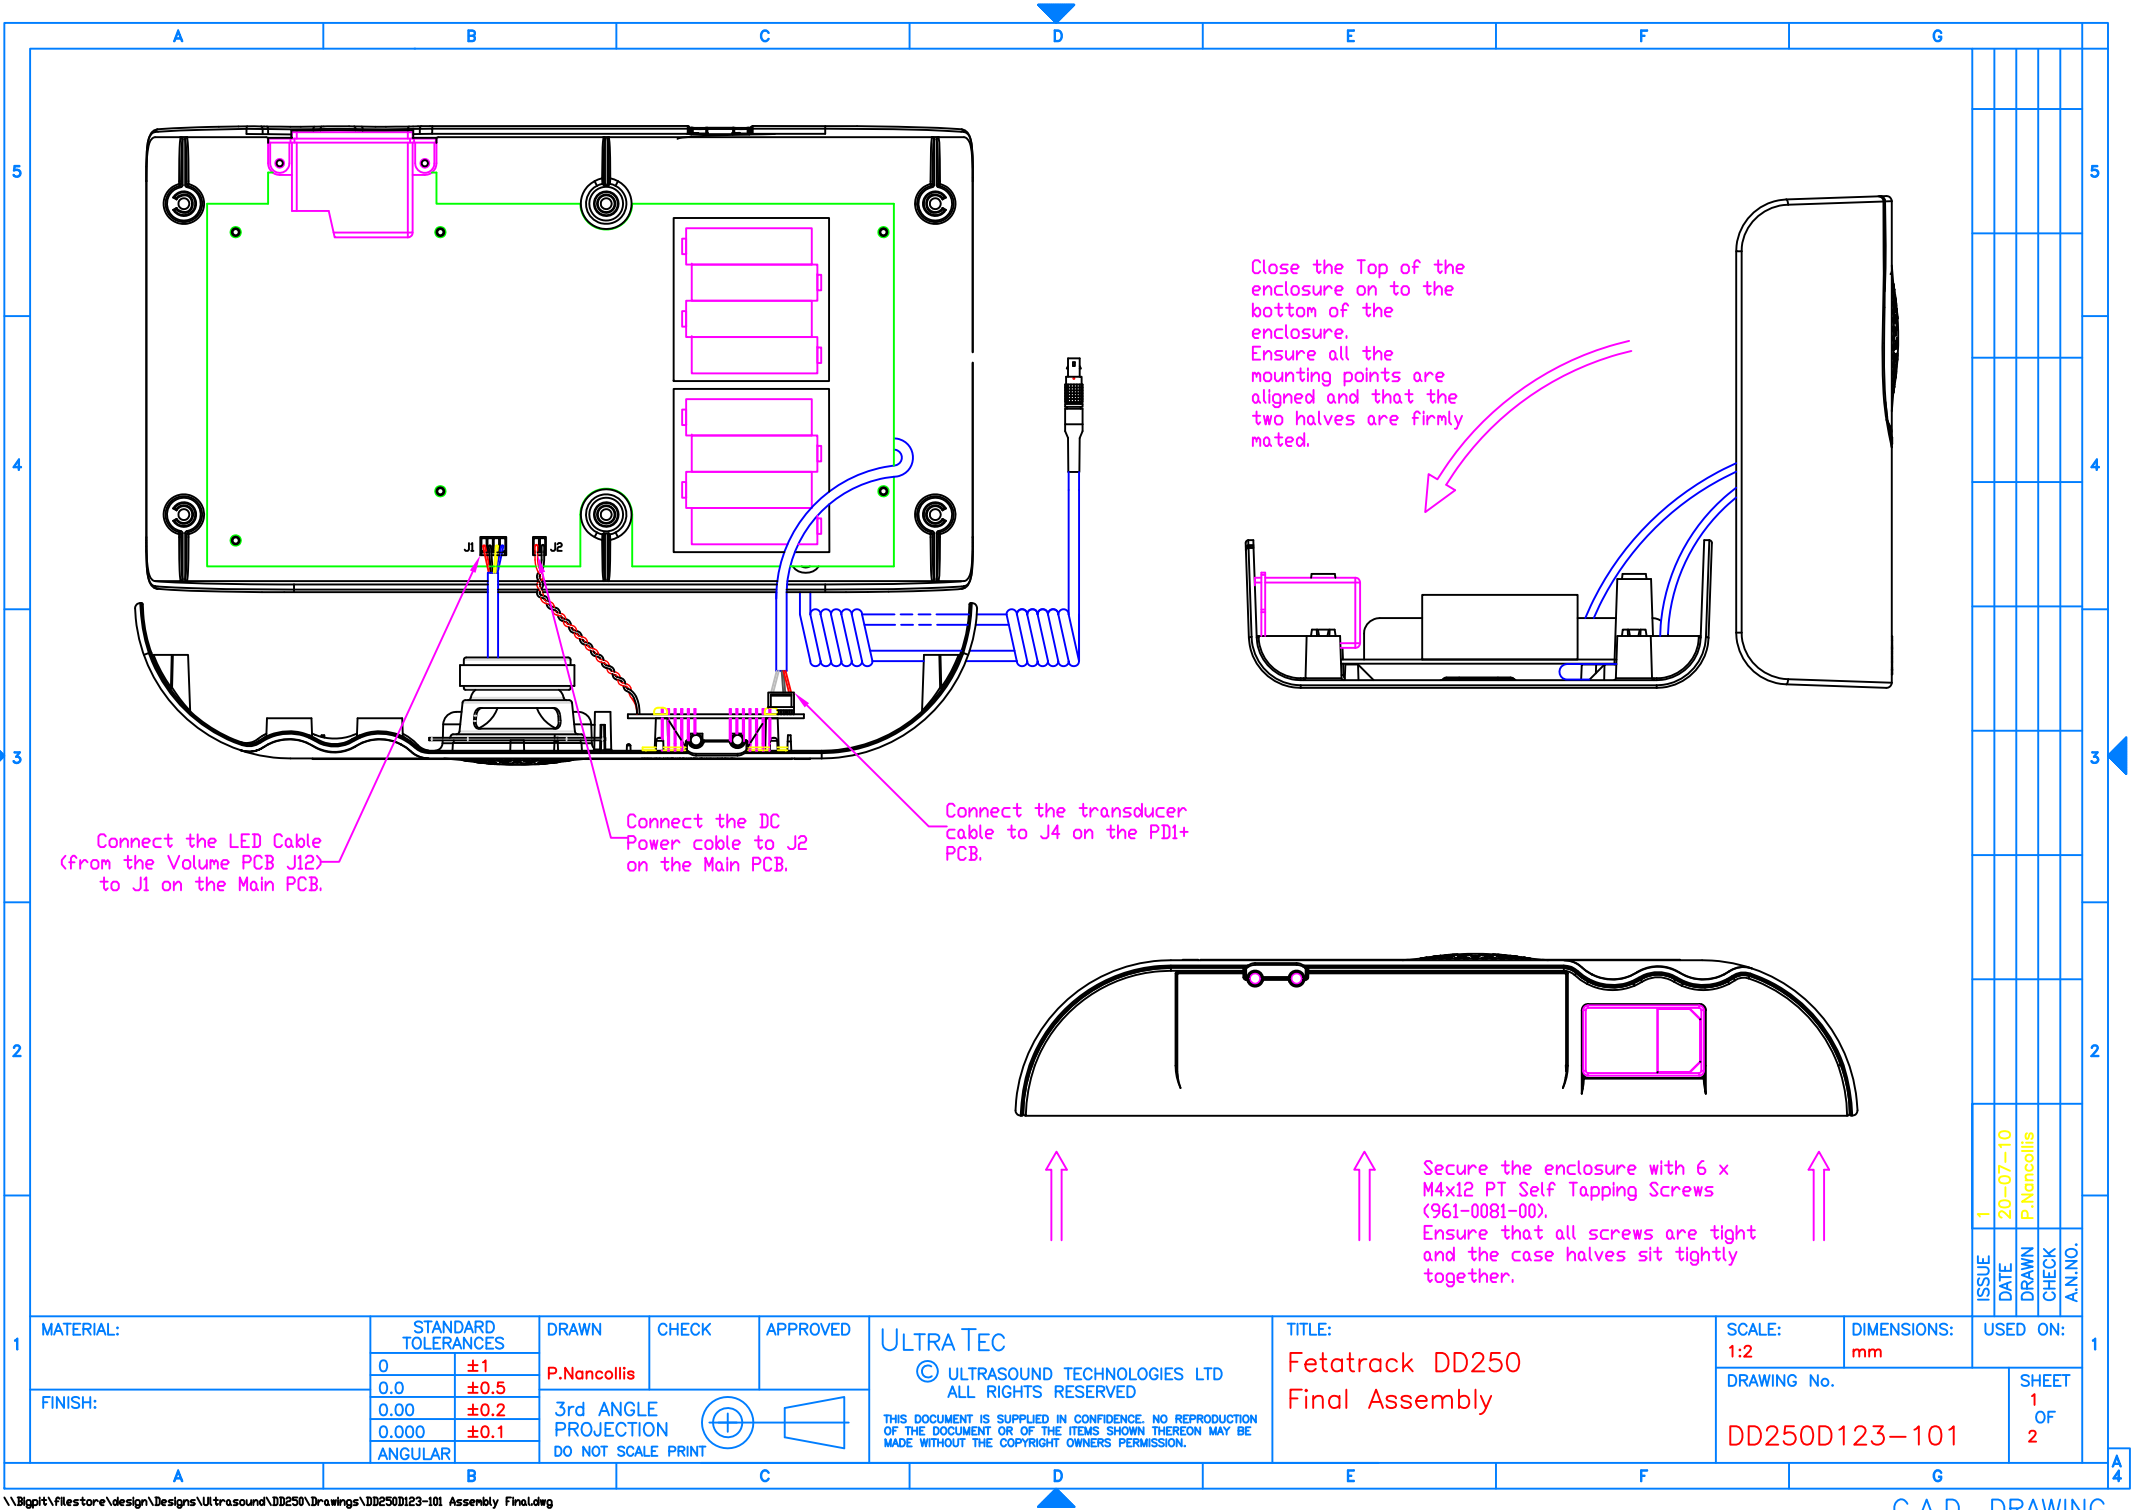 A B C D E F G
5 5
4 4
3 3
2 2
1 1
Close the Top of the
enclosure on to the
bottom of the
enclosure.
Ensure all the
mounting points are
aligned and that the
two halves are firmly
mated.
J1 J2
Connect the LED Cable
(from the Volume PCB J12)
to J1 on the Main PCB.
Connect the DC
Power coble to J2
on the Main PCB.
Connect the transducer
cable to J4 on the PD1+
PCB.
Secure the enclosure with 6 x
M4x12 PT Self Tapping Screws
(961-0081-00).
Ensure that all screws are tight
and the case halves sit tightly
together.
ISSUE 1
DATE 20-07-10
DRAWN P.Nancollis
CHECK
A.N.NO.
MATERIAL:
FINISH:
STANDARD
TOLERANCES
0 ±1
0.0 ±0.5
0.00 ±0.2
0.000 ±0.1
ANGULAR
DRAWN
P.Nancollis
CHECK
APPROVED
3rd ANGLE
PROJECTION
DO NOT SCALE PRINT
ULTRA TEC
© ULTRASOUND TECHNOLOGIES LTD
ALL RIGHTS RESERVED
THIS DOCUMENT IS SUPPLIED IN CONFIDENCE. NO REPRODUCTION
OF THE DOCUMENT OR OF THE ITEMS SHOWN THEREON MAY BE
MADE WITHOUT THE COPYRIGHT OWNERS PERMISSION.
TITLE:
Fetatrack DD250
Final Assembly
SCALE:
1:2
DIMENSIONS:
mm
USED ON:
DRAWING No.
DD250D123-101
SHEET
1
OF
2
A B C D E F G
A
4
\\Bigpit\filestore\design\Designs\Ultrasound\DD250\Drawings\DD250D123-101 Assembly Final.dwg
C.A.D. DRAWING